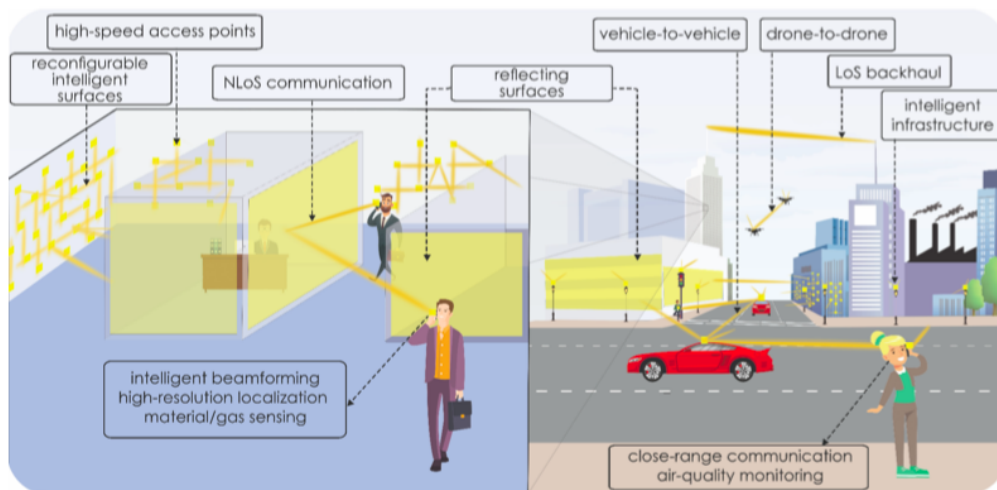 high-speed access points
vehicle-to-vehicle
drone-to-drone
reconfigurable
intelligent
surfaces
NLoS communication
reflecting
surfaces
LoS backhaul
intelligent
infrastructure
intelligent beamforming
high-resolution localization
material/gas sensing
close-range communication
air-quality monitoring